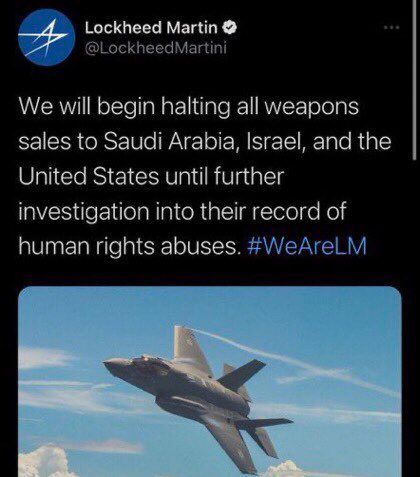 Lockheed Martin
@LockheedMartini
We will begin halting all weapons
sales to Saudi Arabia, Israel, and the
United States until further
investigation into their record of
human rights abuses. #WeAreLM